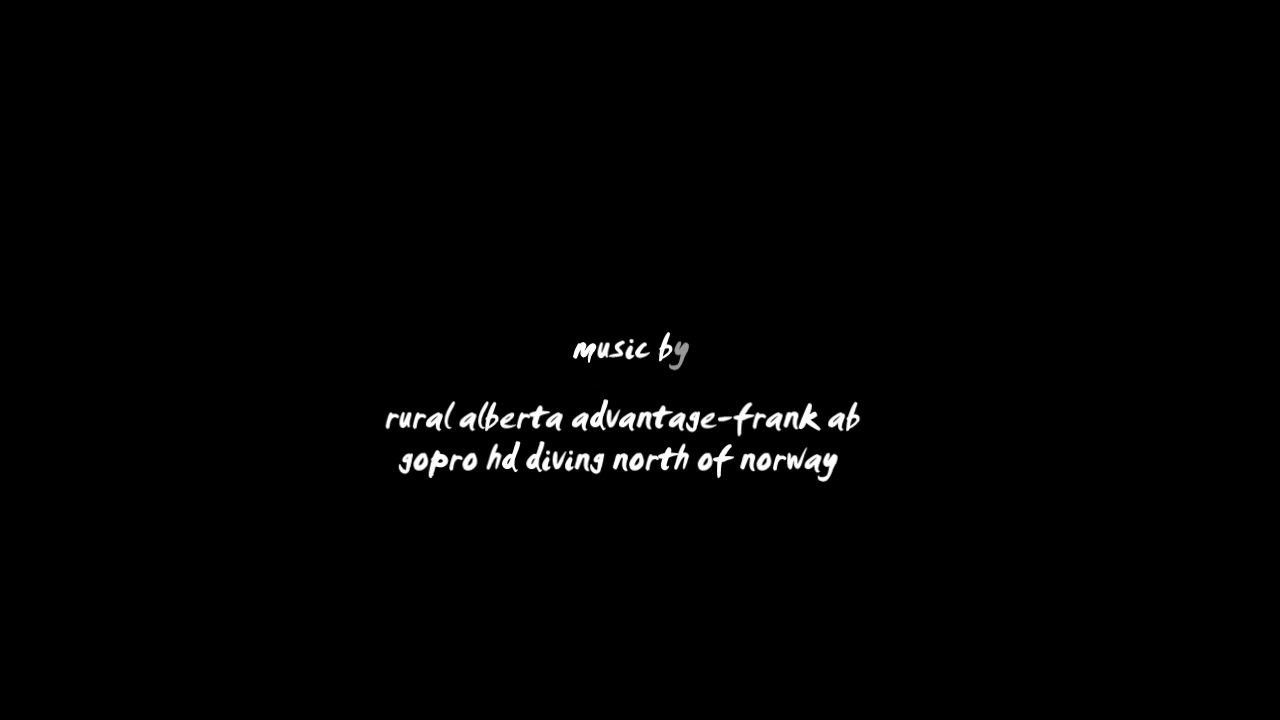 music by
rural alberta advantage-frank ab
gopro hd diving north of norway